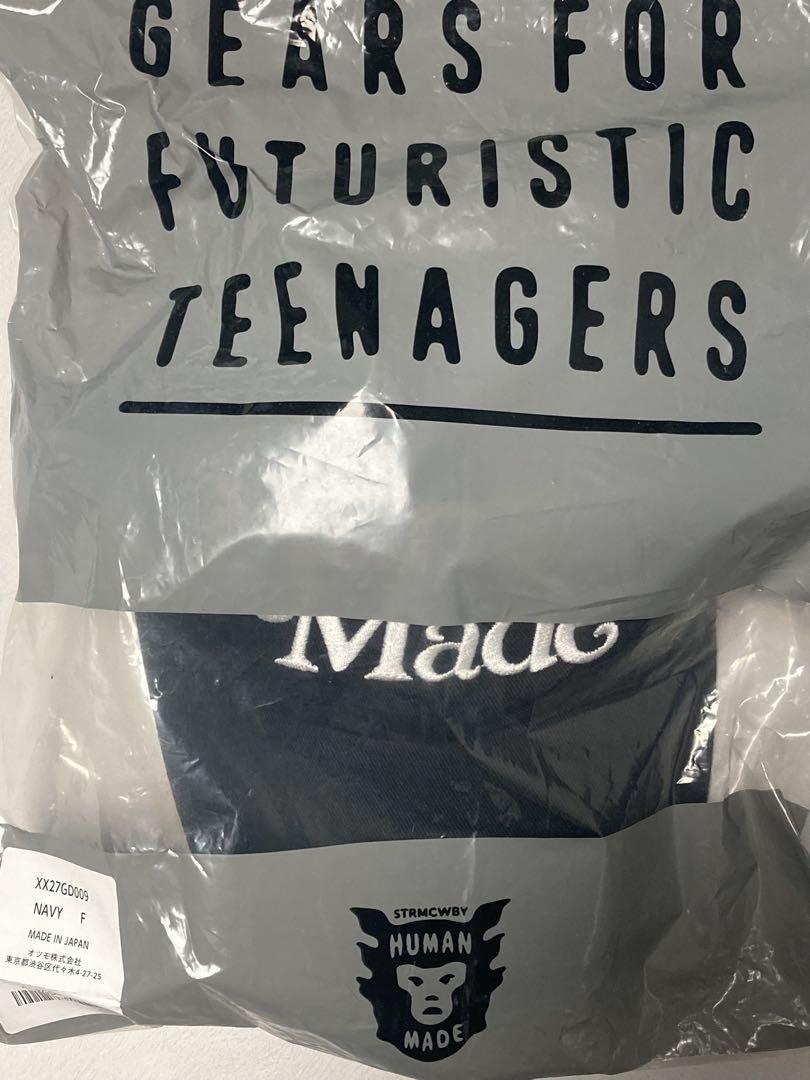 GEARS FOR
FUTURISTIC
TEENAGERS
Made
XX27GD009
NAVY F
MADE IN JAPAN
オツモ株式会社
東京都渋谷区代々木4-27-25
STRMCWBY
HUMAN
MADE